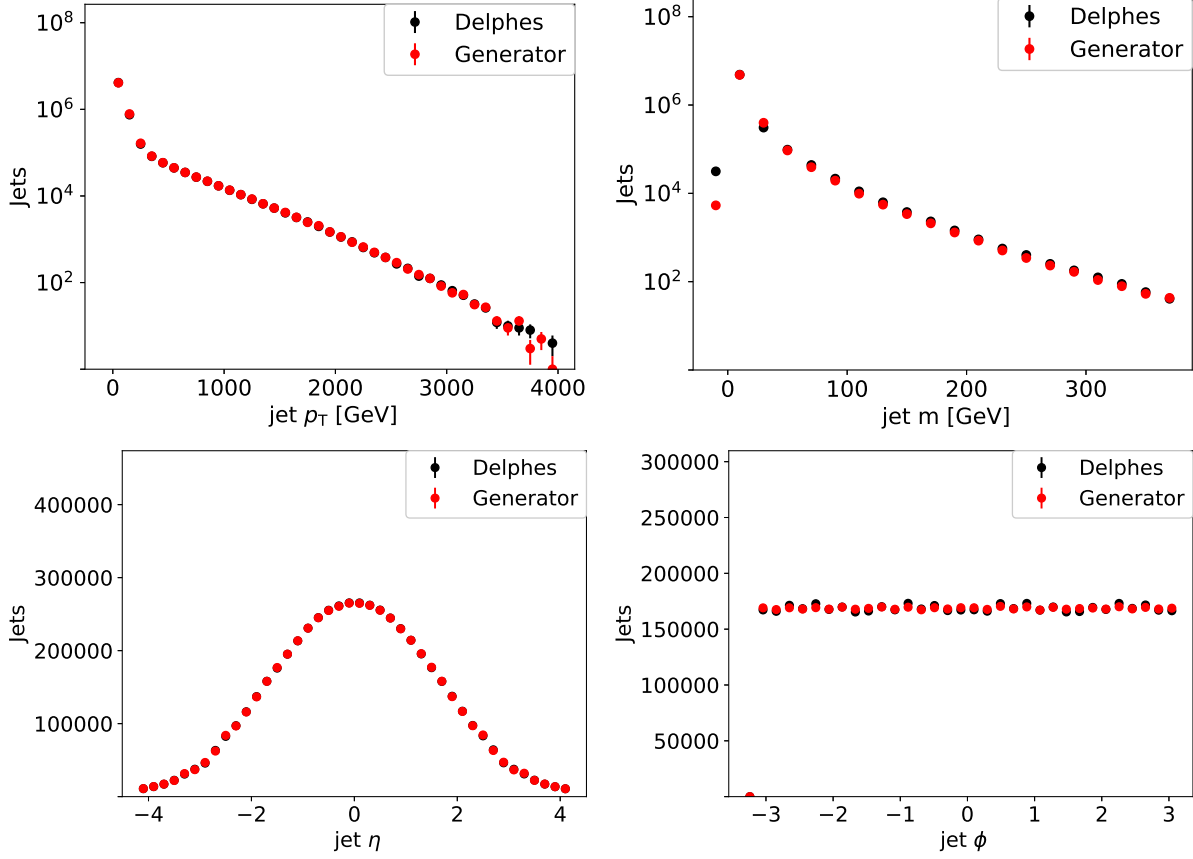 Delphes
Generator
10^8
10^6
10^4
10^2
Jets
0 1000 2000 3000 4000
jet p_T [GeV]
Delphes
Generator
10^8
10^6
10^4
10^2
Jets
0 100 200 300
jet m [GeV]
Delphes
Generator
400000
300000
200000
100000
Jets
−4 −2 0 2 4
jet η
Delphes
Generator
300000
250000
200000
150000
100000
50000
Jets
−3 −2 −1 0 1 2 3
jet ϕ